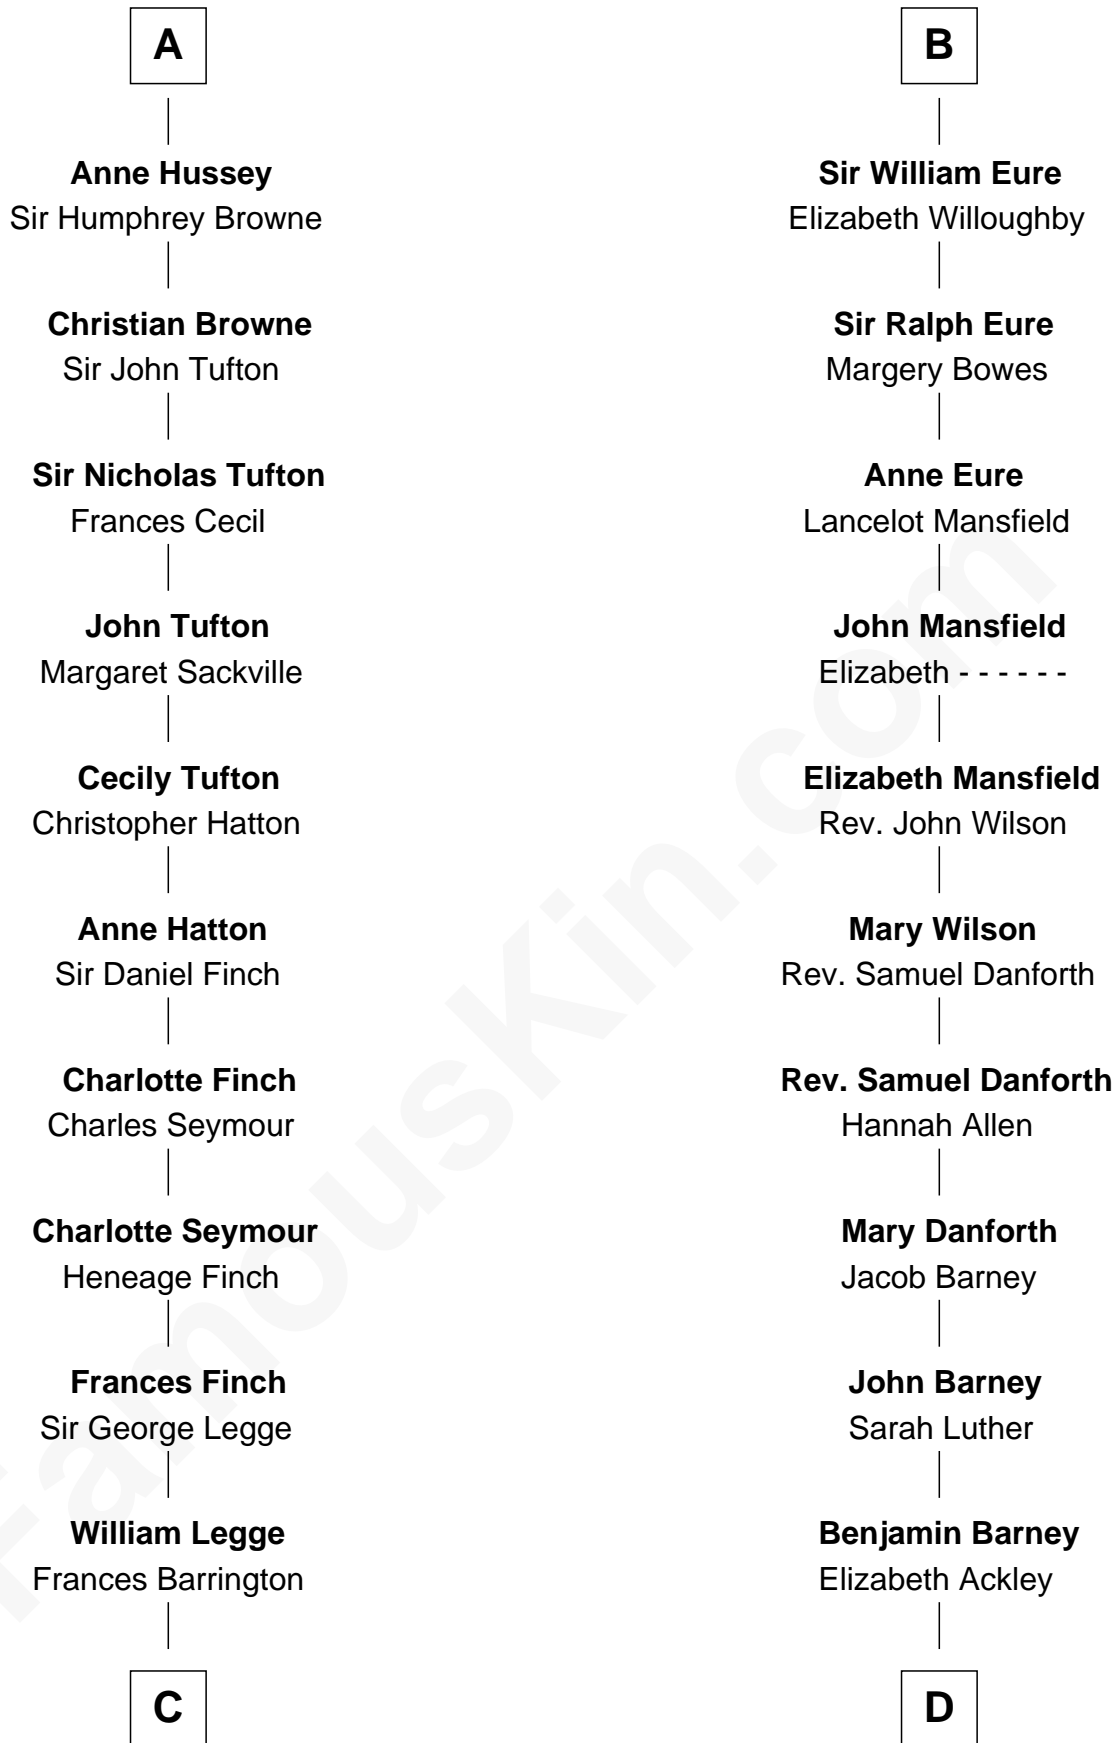 A
Anne Hussey
Sir Humphrey Browne
Christian Browne
Sir John Tufton
Sir Nicholas Tufton
Frances Cecil
John Tufton
Margaret Sackville
Cecily Tufton
Christopher Hatton
Anne Hatton
Sir Daniel Finch
Charlotte Finch
Charles Seymour
Charlotte Seymour
Heneage Finch
Frances Finch
Sir George Legge
William Legge
Frances Barrington
C
B
Sir William Eure
Elizabeth Willoughby
Sir Ralph Eure
Margery Bowes
Anne Eure
Lancelot Mansfield
John Mansfield
Elizabeth - - - - - -
Elizabeth Mansfield
Rev. John Wilson
Mary Wilson
Rev. Samuel Danforth
Rev. Samuel Danforth
Hannah Allen
Mary Danforth
Jacob Barney
John Barney
Sarah Luther
Benjamin Barney
Elizabeth Ackley
D
FamousKin.com